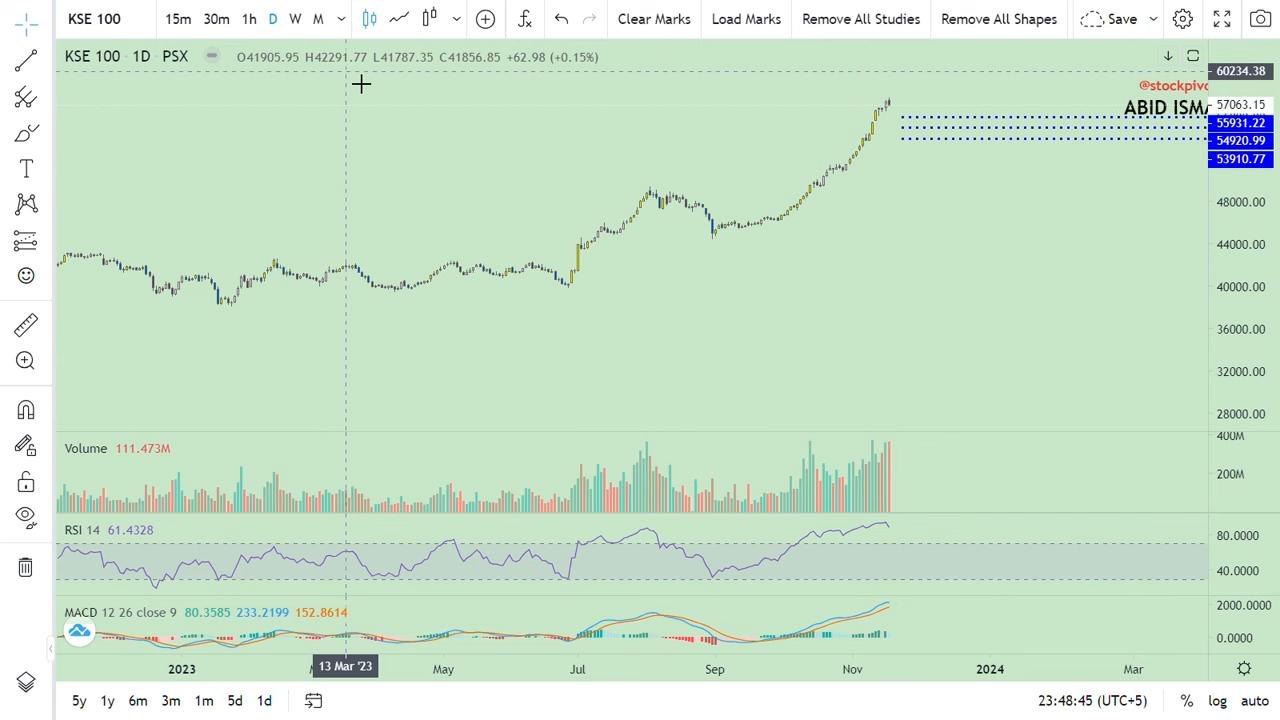 KSE 100 15m 30m 1h D W M Clear Marks Load Marks Remove All Studies Remove All Shapes Save
KSE 100 · 1D · PSX O41905.95 H42291.77 L41787.35 C41856.85 +62.98 (+0.15%)
60234.38
@stockpivo
57063.15
ABID ISMA
55931.22
54920.99
53910.77
48000.00
44000.00
40000.00
36000.00
32000.00
28000.00
400M
Volume 111.473M
200M
RSI 14 61.4328
80.0000
40.0000
MACD 12 26 close 9 80.3585 233.2199 152.8614
2000.0000
0.0000
2023 13 Mar '23 May Jul Sep Nov 2024 Mar
5y 1y 6m 3m 1m 5d 1d 23:48:45 (UTC+5) % log auto